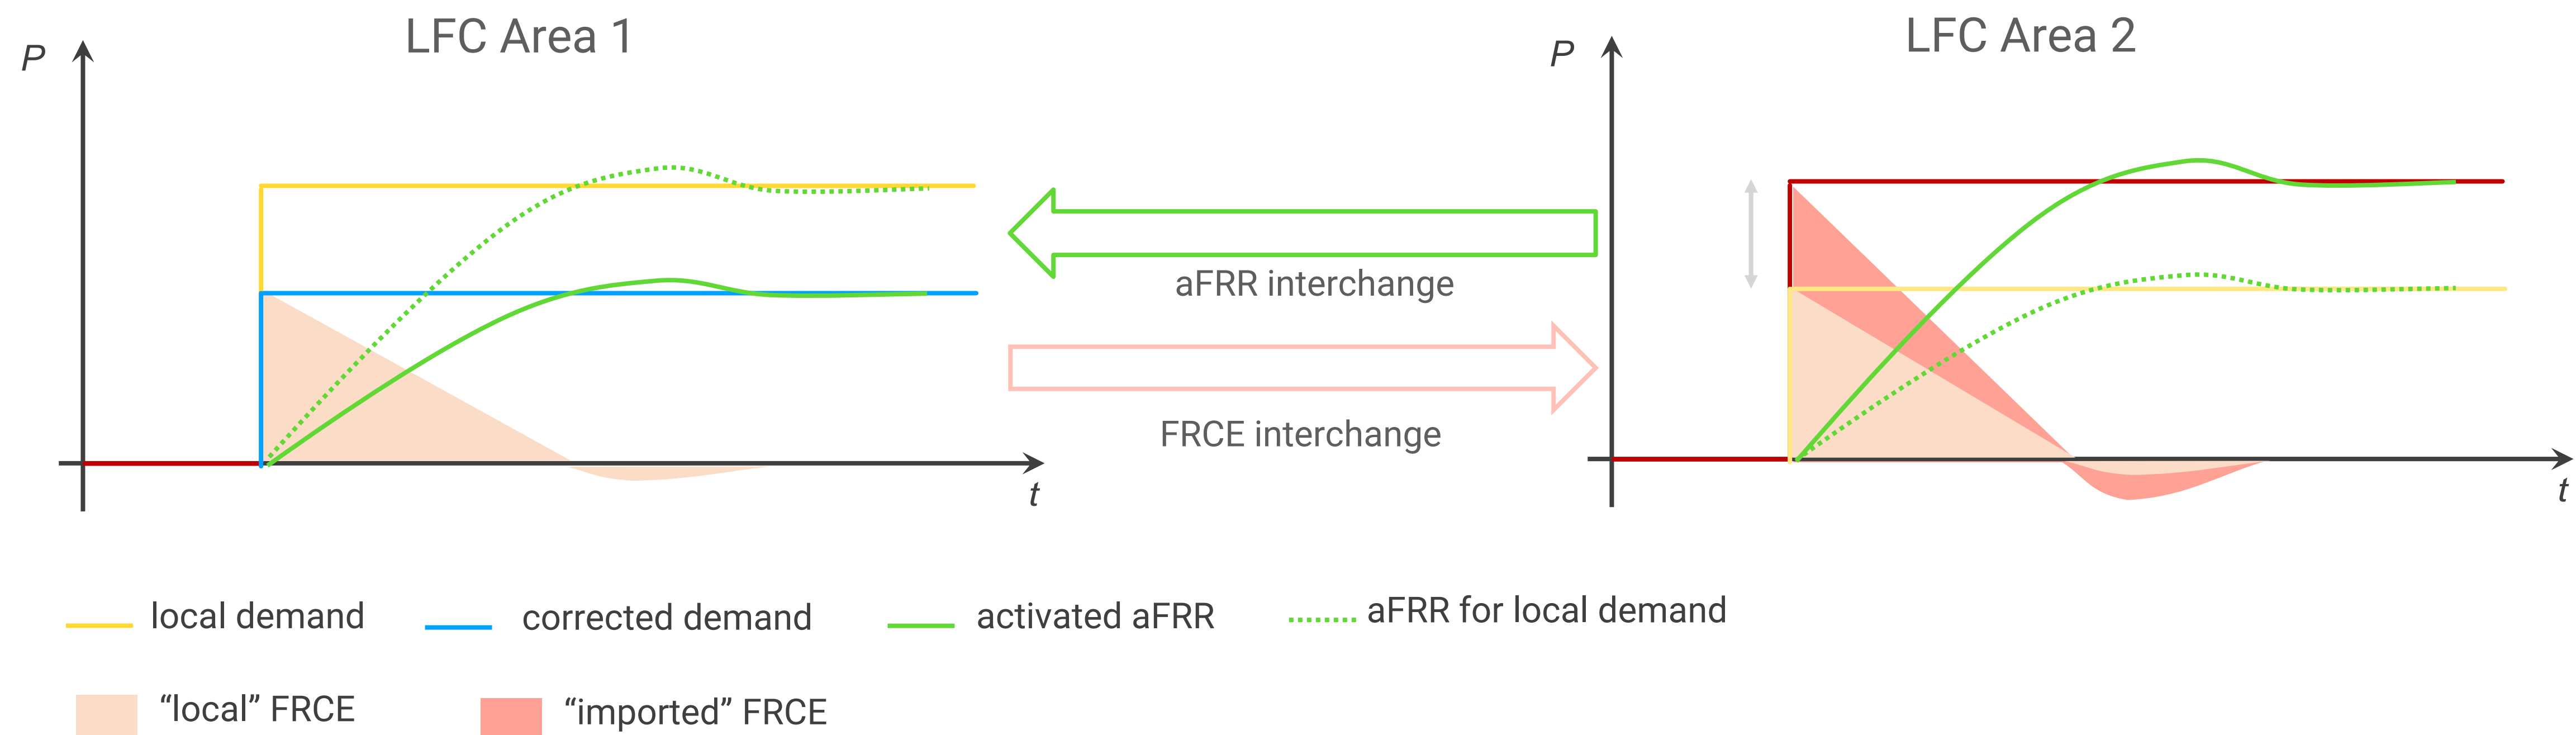 LFC Area 1
LFC Area 2
P
P
aFRR interchange
FRCE interchange
t
t
local demand
corrected demand
activated aFRR
aFRR for local demand
“local” FRCE
“imported” FRCE